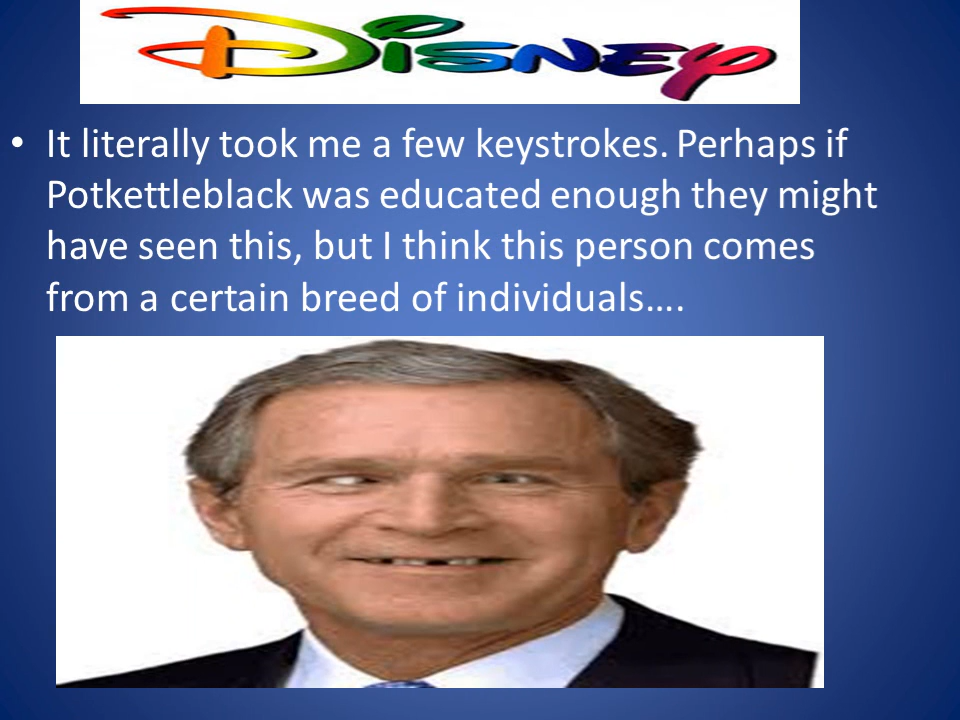 Disney
• It literally took me a few keystrokes. Perhaps if
Potkettleblack was educated enough they might
have seen this, but I think this person comes
from a certain breed of individuals….